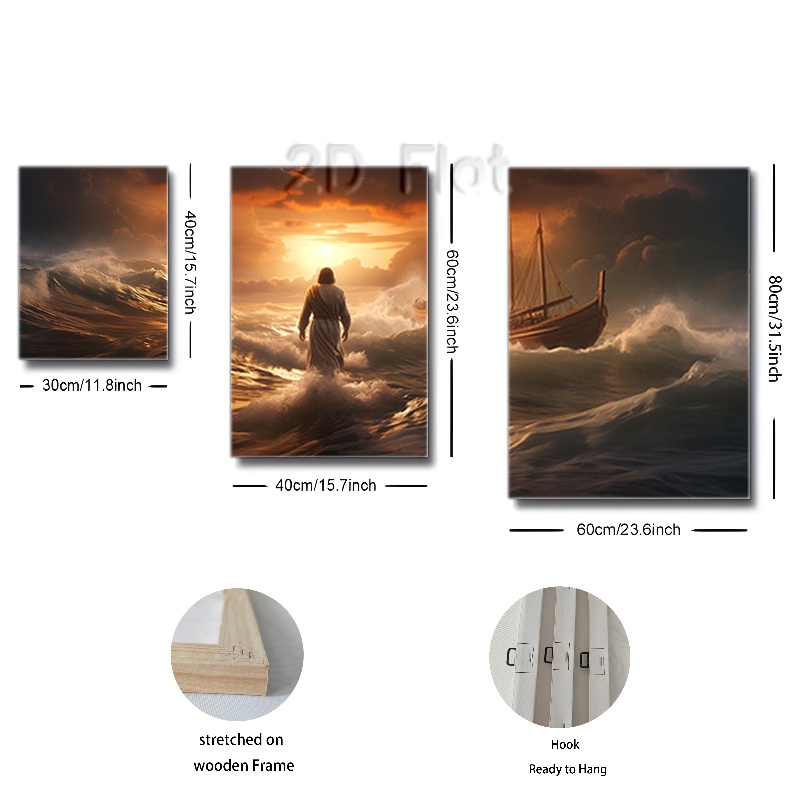 2D Flat
40cm/15.7inch
30cm/11.8inch
60cm/23.6inch
40cm/15.7inch
80cm/31.5inch
60cm/23.6inch
stretched on
wooden Frame
Hook
Ready to Hang